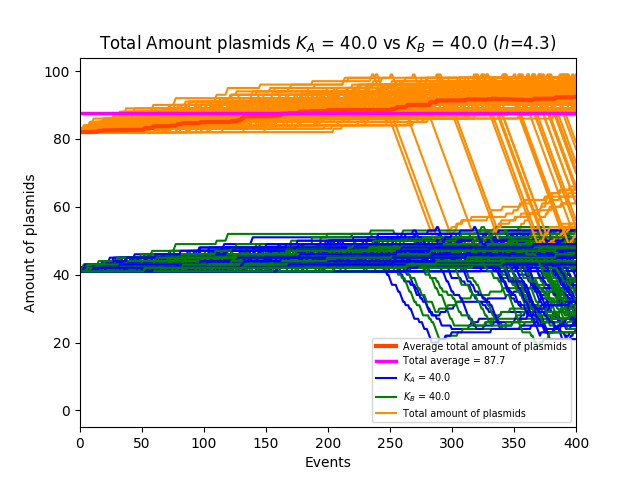 Total Amount plasmids K_A = 40.0 vs K_B = 40.0 (h=4.3)
Amount of plasmids
100
80
60
40
20
0
Average total amount of plasmids
Total average = 87.7
K_A = 40.0
K_B = 40.0
Total amount of plasmids
0 50 100 150 200 250 300 350 400
Events